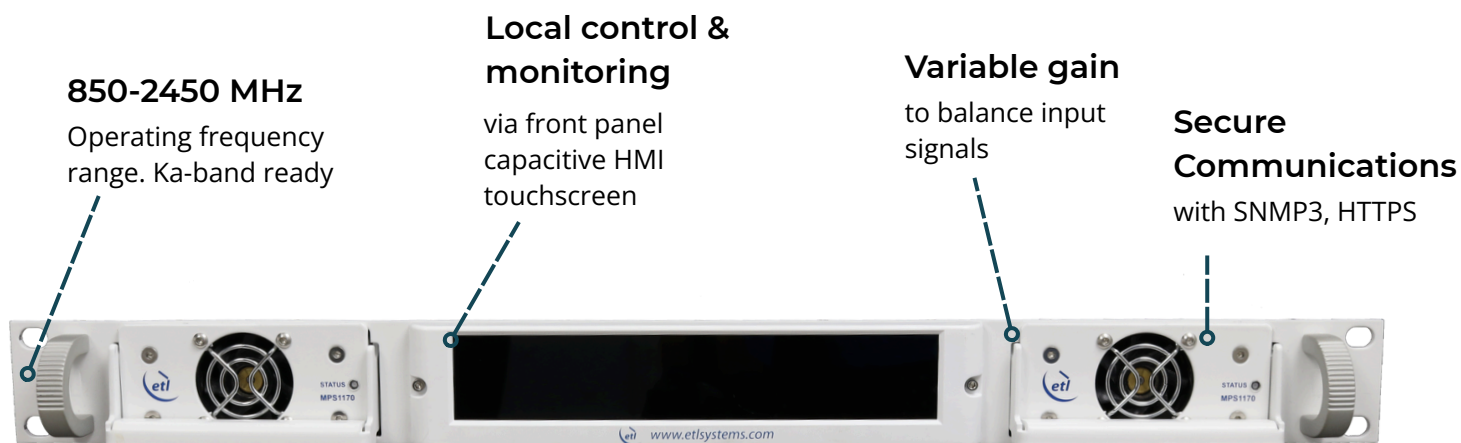 850-2450 MHz
Operating frequency
range. Ka-band ready
Local control &
monitoring
via front panel
capacitive HMI
touchscreen
Variable gain
to balance input
signals
Secure
Communications
with SNMP3, HTTPS
etl
STATUS
MPS1170
etl
STATUS
MPS1170
etl www.etlsystems.com